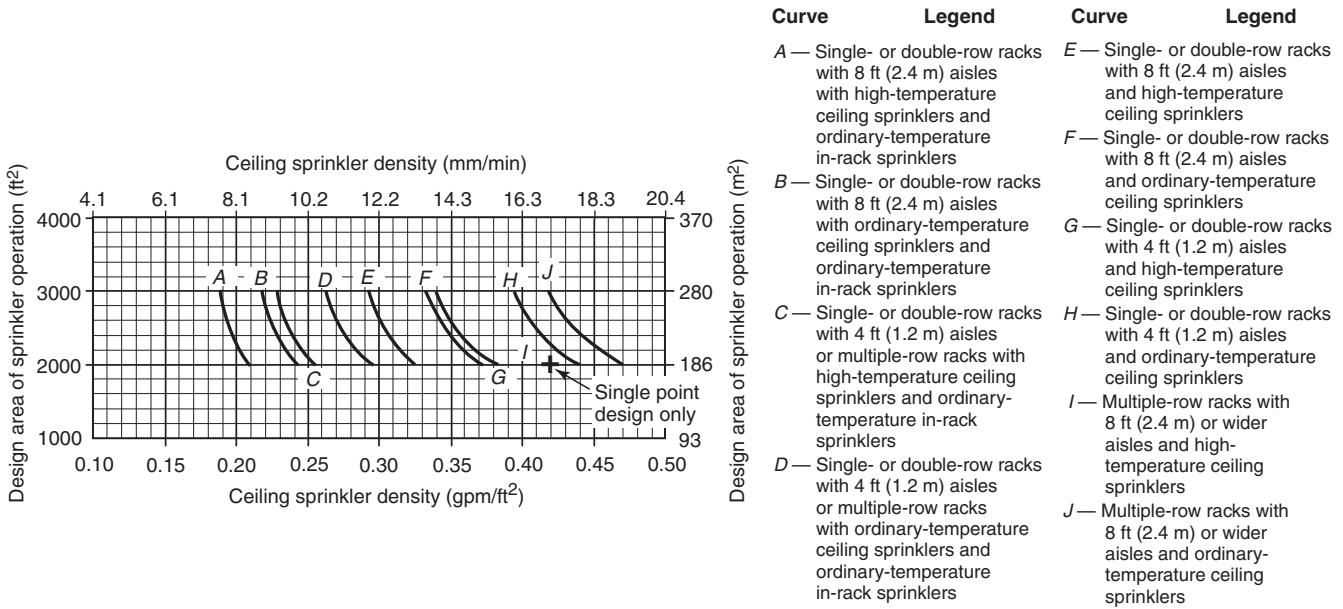 Ceiling sprinkler density (mm/min)
4.1 6.1 8.1 10.2 12.2 14.3 16.3 18.3 20.4
Design area of sprinkler operation (ft²)
4000
3000
2000
1000
370
280
186
93
Design area of sprinkler operation (m²)
A B D E F H J
C G I
Single point
design only
0.10 0.15 0.20 0.25 0.30 0.35 0.40 0.45 0.50
Ceiling sprinkler density (gpm/ft²)
Curve Legend
A — Single- or double-row racks
with 8 ft (2.4 m) aisles
with high-temperature
ceiling sprinklers and
ordinary-temperature
in-rack sprinklers
B — Single- or double-row racks
with 8 ft (2.4 m) aisles
with ordinary-temperature
ceiling sprinklers and
ordinary-temperature
in-rack sprinklers
C — Single- or double-row racks
with 4 ft (1.2 m) aisles
or multiple-row racks with
high-temperature ceiling
sprinklers and ordinary-
temperature in-rack
sprinklers
D — Single- or double-row racks
with 4 ft (1.2 m) aisles
or multiple-row racks
with ordinary-temperature
ceiling sprinklers and
ordinary-temperature
in-rack sprinklers
Curve Legend
E — Single- or double-row racks
with 8 ft (2.4 m) aisles
and high-temperature
ceiling sprinklers
F — Single- or double-row racks
with 8 ft (2.4 m) aisles
and ordinary-temperature
ceiling sprinklers
G — Single- or double-row racks
with 4 ft (1.2 m) aisles
and high-temperature
ceiling sprinklers
H — Single- or double-row racks
with 4 ft (1.2 m) aisles
and ordinary-temperature
ceiling sprinklers
I — Multiple-row racks with
8 ft (2.4 m) or wider
aisles and high-
temperature ceiling
sprinklers
J — Multiple-row racks with
8 ft (2.4 m) or wider
aisles and ordinary-
temperature ceiling
sprinklers